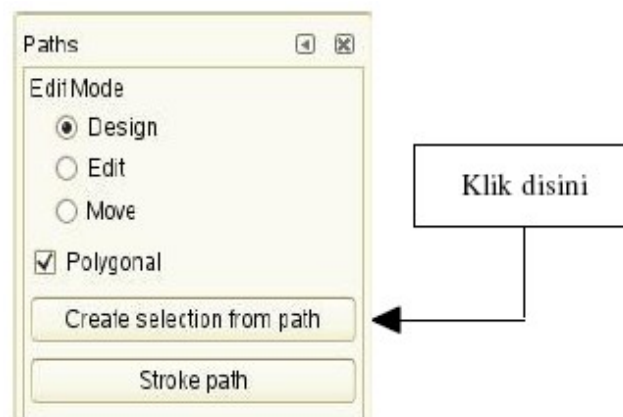 Paths
Edit Mode
Design
Edit
Move
Polygonal
Create selection from path
Stroke path
Klik disini